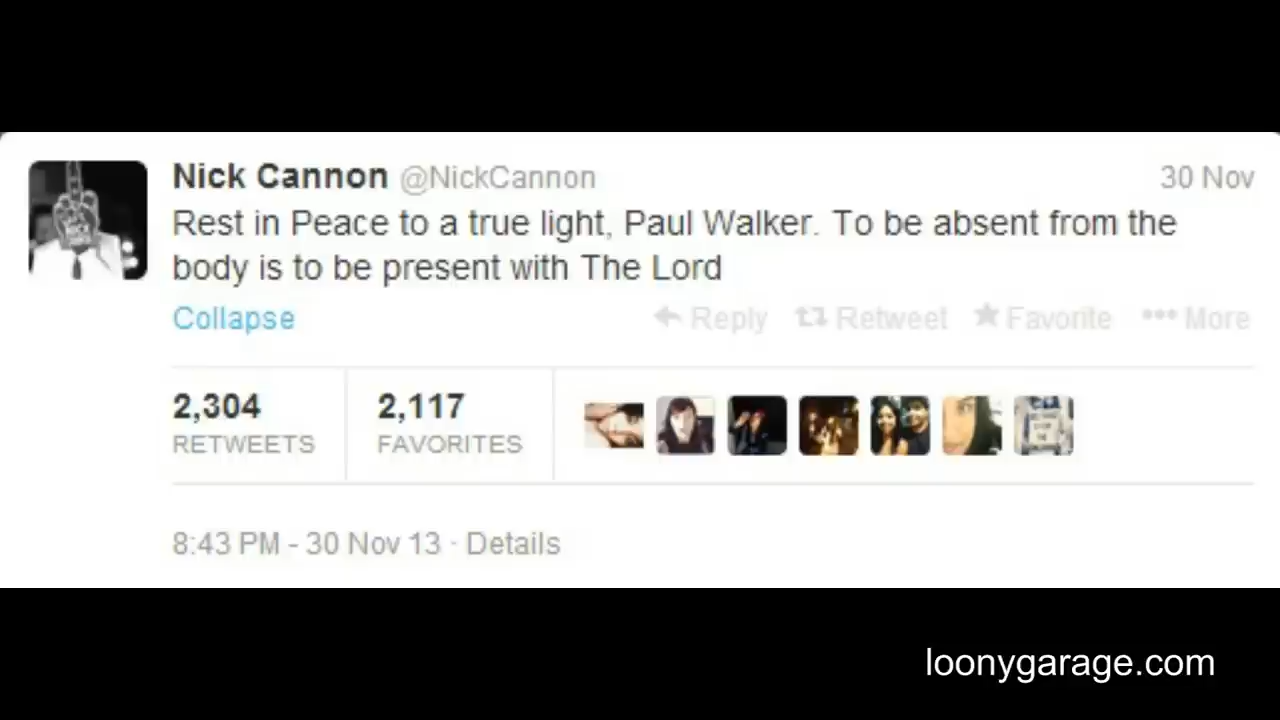 Nick Cannon @NickCannon 30 Nov
Rest in Peace to a true light, Paul Walker. To be absent from the
body is to be present with The Lord
Collapse Reply Retweet Favorite More
2,304 2,117
RETWEETS FAVORITES
8:43 PM - 30 Nov 13 · Details
loonygarage.com